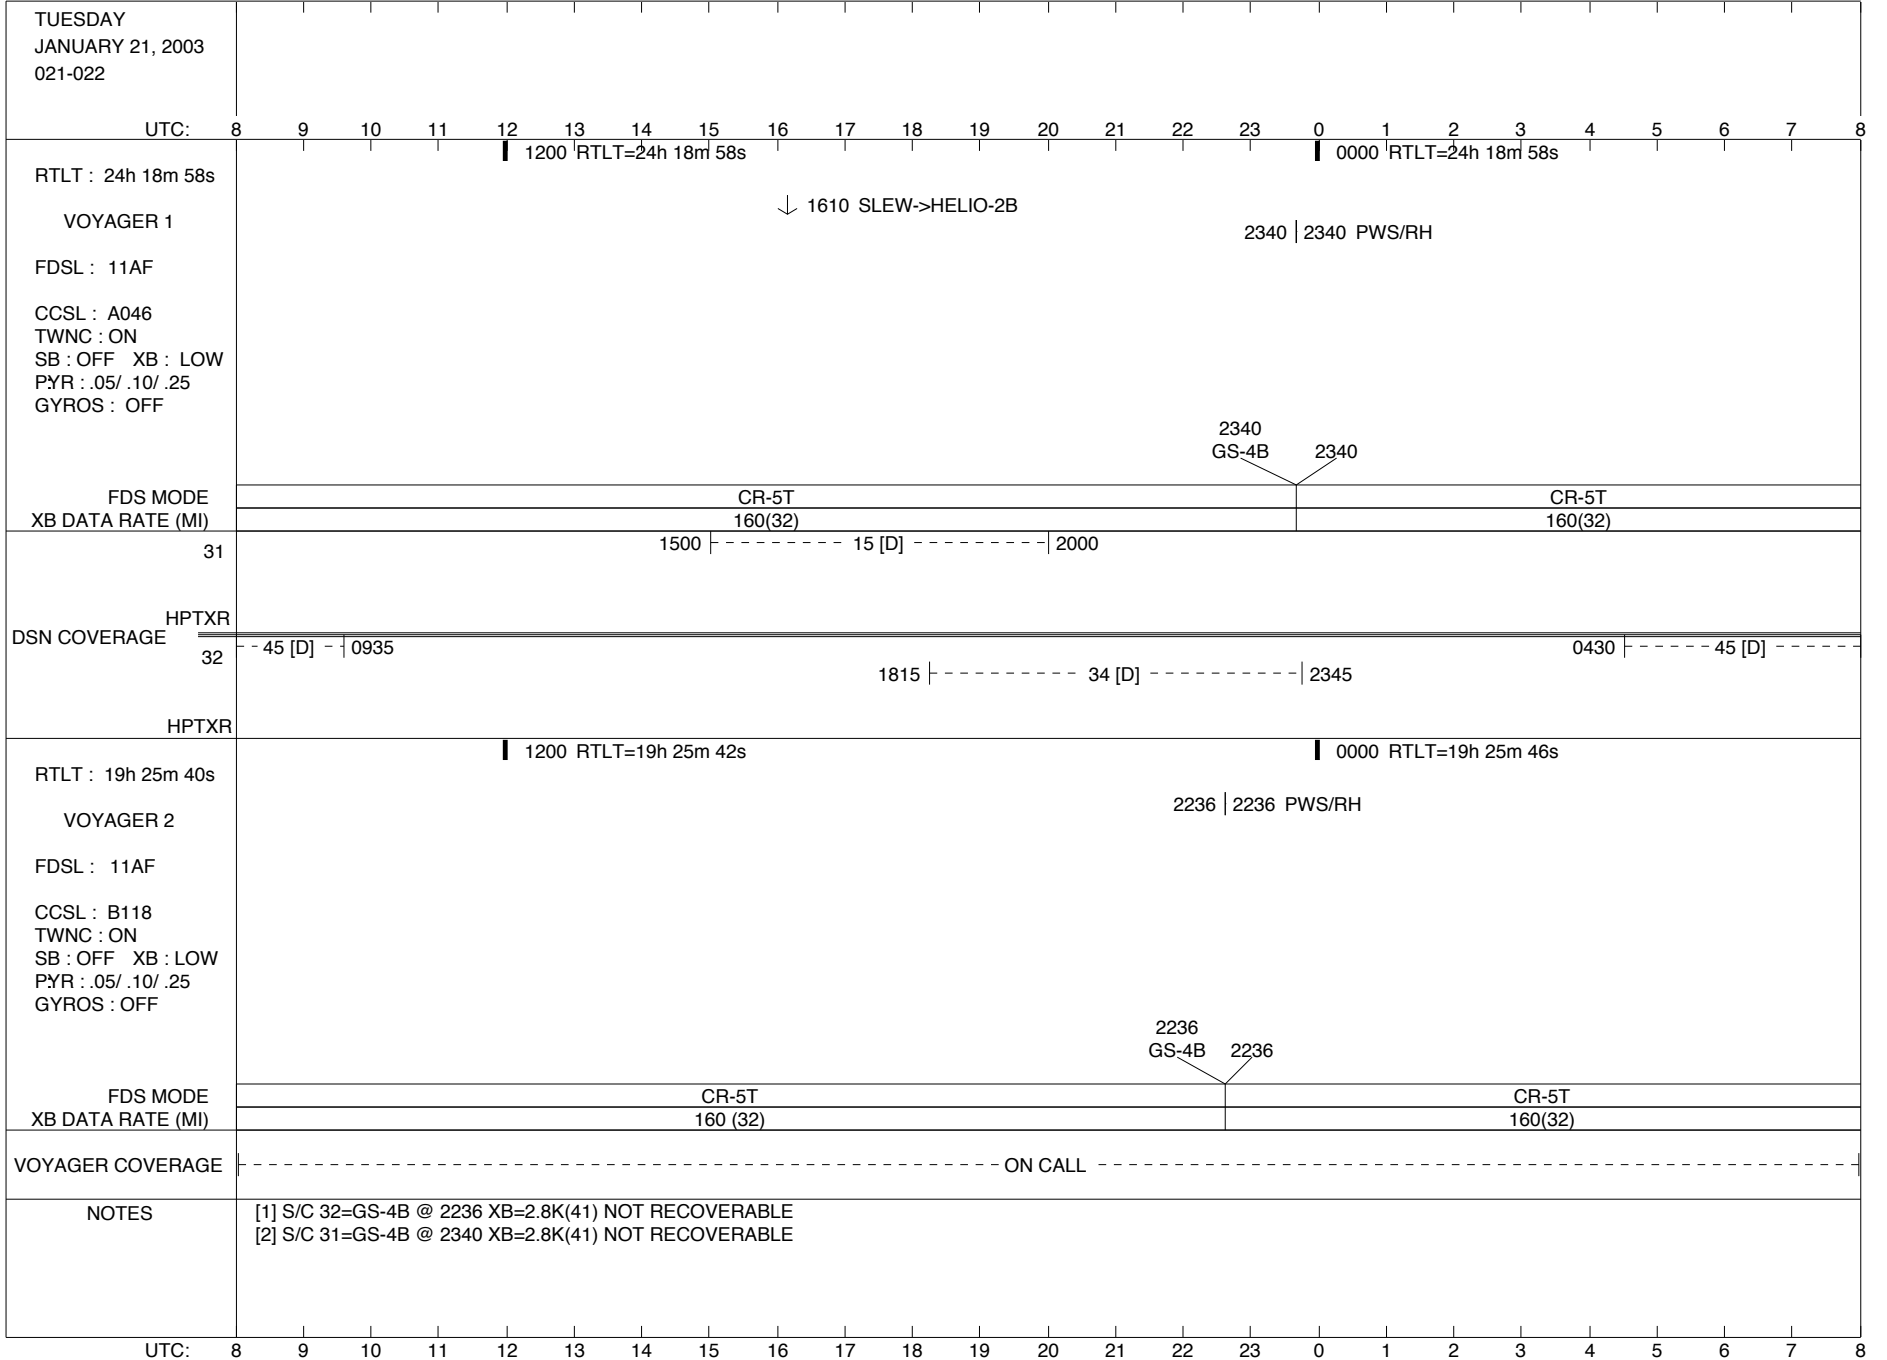 TUESDAY
JANUARY 21, 2003
021-022
UTC: 8 9 10 11 12 13 14 15 16 17 18 19 20 21 22 23 0 1 2 3 4 5 6 7 8
1200 RTLT=24h 18m 58s 0000 RTLT=24h 18m 58s
RTLT : 24h 18m 58s
1610 SLEW->HELIO-2B
VOYAGER 1
2340 2340 PWS/RH
FDSL : 11AF
CCSL : A046
TWNC : ON
SB : OFF XB : LOW
P:YR : .05/ .10/ .25
GYROS : OFF
2340
GS-4B 2340
FDS MODE CR-5T CR-5T
XB DATA RATE (MI) 160(32) 160(32)
31 1500 15 [D] 2000
HPTXR
DSN COVERAGE
32 45 [D] 0935 0430 45 [D]
1815 34 [D] 2345
HPTXR
1200 RTLT=19h 25m 42s 0000 RTLT=19h 25m 46s
RTLT : 19h 25m 40s
2236 2236 PWS/RH
VOYAGER 2
FDSL : 11AF
CCSL : B118
TWNC : ON
SB : OFF XB : LOW
P:YR : .05/ .10/ .25
GYROS : OFF
2236
GS-4B 2236
FDS MODE CR-5T CR-5T
XB DATA RATE (MI) 160 (32) 160(32)
VOYAGER COVERAGE ON CALL
NOTES [1] S/C 32=GS-4B @ 2236 XB=2.8K(41) NOT RECOVERABLE
[2] S/C 31=GS-4B @ 2340 XB=2.8K(41) NOT RECOVERABLE
UTC: 8 9 10 11 12 13 14 15 16 17 18 19 20 21 22 23 0 1 2 3 4 5 6 7 8